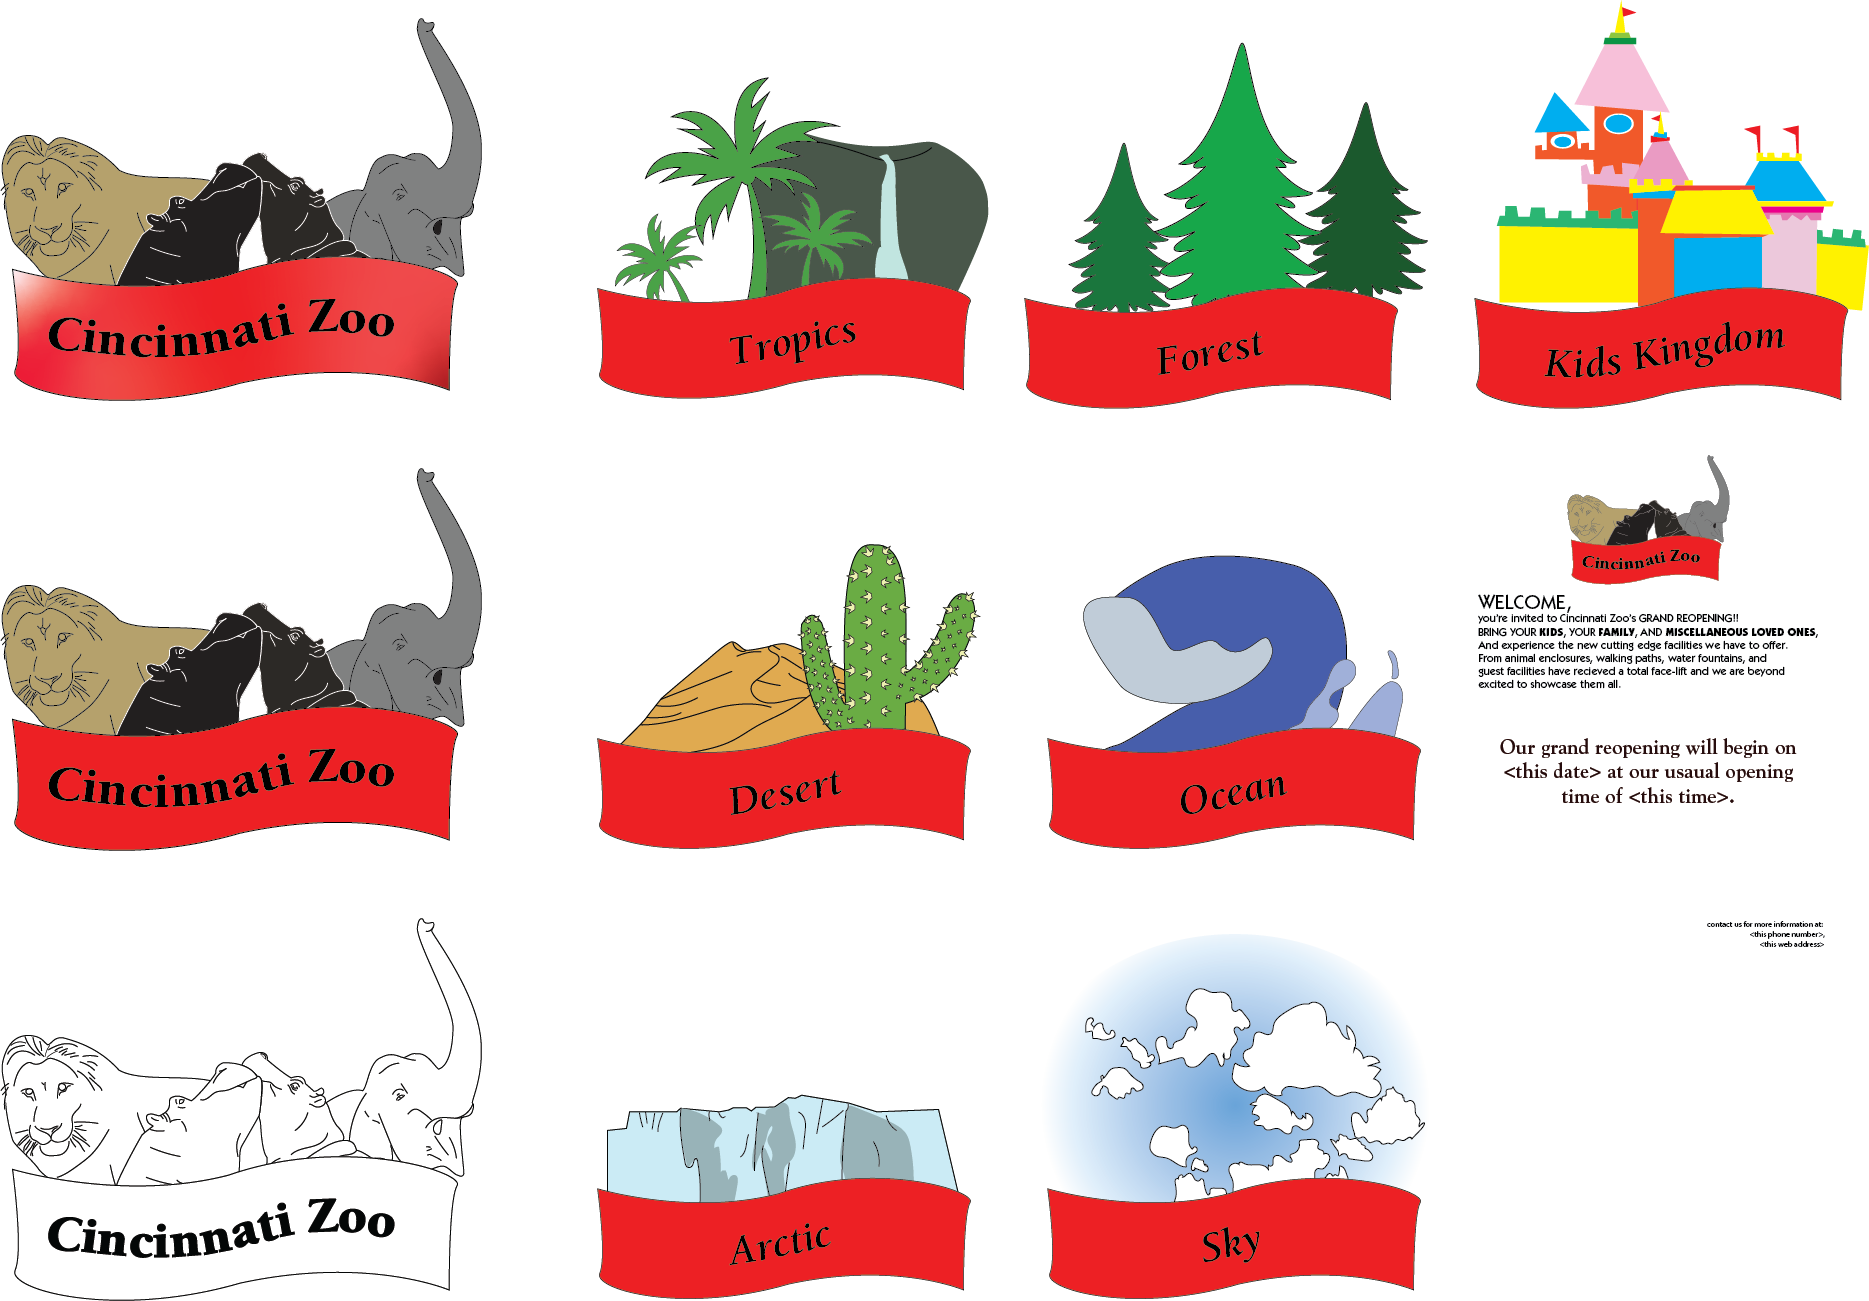 Cincinnati Zoo
Tropics
Forest
Kids Kingdom
Cincinnati Zoo
Desert
Ocean
Cincinnati Zoo
WELCOME,
you're invited to Cincinnati Zoo's GRAND REOPENING!!
BRING YOUR KIDS, YOUR FAMILY, AND MISCELLANEOUS LOVED ONES,
And experience the new cutting edge facilities we have to offer.
From animal enclosures, walking paths, water fountains, and
guest facilities have recieved a total face-lift and we are beyond
excited to showcase them all.
Our grand reopening will begin on
<this date> at our usaual opening
time of <this time>.
contact us for more information at:
<this phone number>,
<this web address>
Cincinnati Zoo
Arctic
Sky